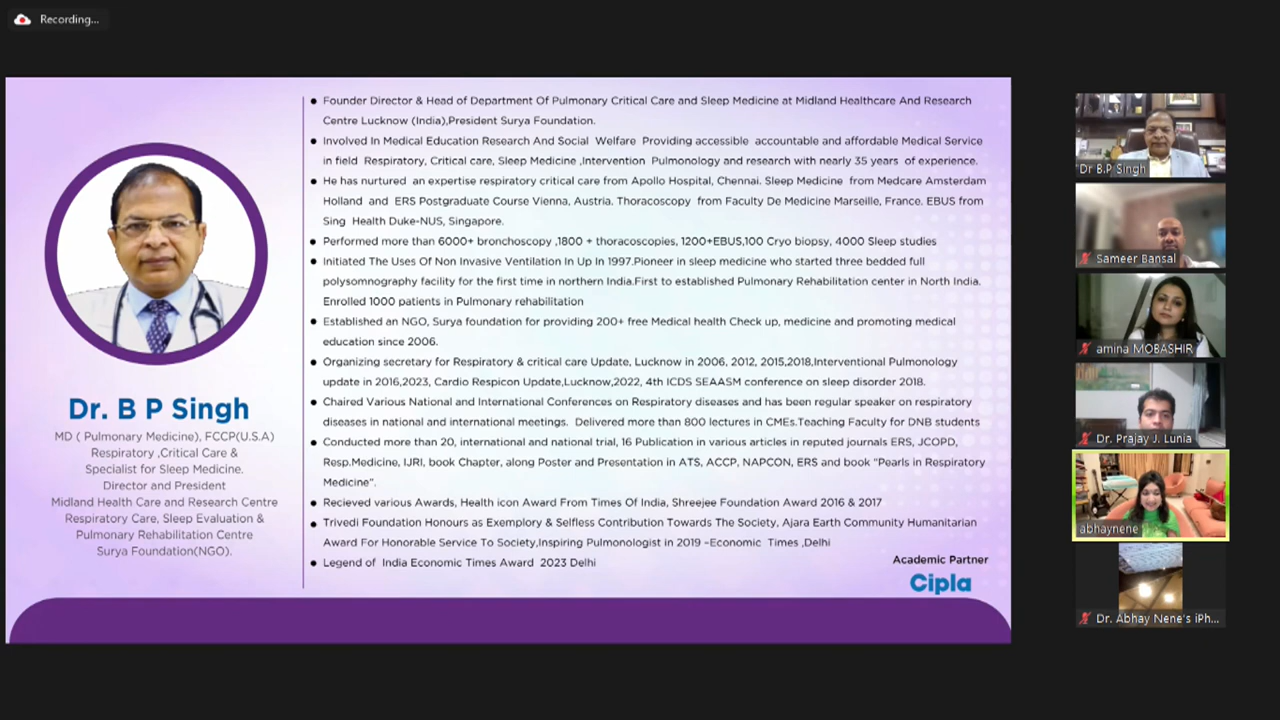 Recording...
Founder Director & Head of Department Of Pulmonary Critical Care and Sleep Medicine at Midland Healthcare And Research
Centre Lucknow (India),President Surya Foundation.
Involved In Medical Education Research And Social Welfare Providing accessible accountable and affordable Medical Service
in field Respiratory, Critical care, Sleep Medicine ,Intervention Pulmonology and research with nearly 35 years of experience.
He has nurtured an expertise respiratory critical care from Apollo Hospital, Chennai. Sleep Medicine from Medcare Amsterdam
Holland and ERS Postgraduate Course Vienna, Austria. Thoracoscopy from Faculty De Medicine Marseille, France. EBUS from
Sing Health Duke-NUS, Singapore.
Performed more than 6000+ bronchoscopy ,1800 + thoracoscopies, 1200+EBUS,100 Cryo biopsy, 4000 Sleep studies
Initiated The Uses Of Non Invasive Ventilation In Up In 1997.Pioneer in sleep medicine who started three bedded full
polysomnography facility for the first time in northern India.First to established Pulmonary Rehabilitation center in North India.
Enrolled 1000 patients in Pulmonary rehabilitation
Established an NGO, Surya foundation for providing 200+ free Medical health Check up, medicine and promoting medical
education since 2006.
Organizing secretary for Respiratory & critical care Update, Lucknow in 2006, 2012, 2015,2018,Interventional Pulmonology
update in 2016,2023, Cardio Respicon Update,Lucknow,2022, 4th ICDS SEAASM conference on sleep disorder 2018.
Chaired Various National and International Conferences on Respiratory diseases and has been regular speaker on respiratory
diseases in national and international meetings. Delivered more than 800 lectures in CMEs.Teaching Faculty for DNB students
Conducted more than 20, international and national trial, 16 Publication in various articles in reputed journals ERS, JCOPD,
Resp.Medicine, IJRI, book Chapter, along Poster and Presentation in ATS, ACCP, NAPCON, ERS and book “Pearls in Respiratory
Medicine”.
Recieved various Awards, Health icon Award From Times Of India, Shreejee Foundation Award 2016 & 2017
Trivedi Foundation Honours as Exemplory & Selfless Contribution Towards The Society, Ajara Earth Community Humanitarian
Award For Honorable Service To Society,Inspiring Pulmonologist in 2019 –Economic Times ,Delhi
Legend of India Economic Times Award 2023 Delhi
Dr. B P Singh
MD ( Pulmonary Medicine), FCCP(U.S.A)
Respiratory ,Critical Care &
Specialist for Sleep Medicine.
Director and President
Midland Health Care and Research Centre
Respiratory Care, Sleep Evaluation &
Pulmonary Rehabilitation Centre
Surya Foundation(NGO).
Academic Partner
Cipla
"Dr B.P Singh
Sameer Bansal
amina MOBASHIR
Dr. Prajay J. Lunia
abhaynene
Dr. Abhay Nene's iPh...